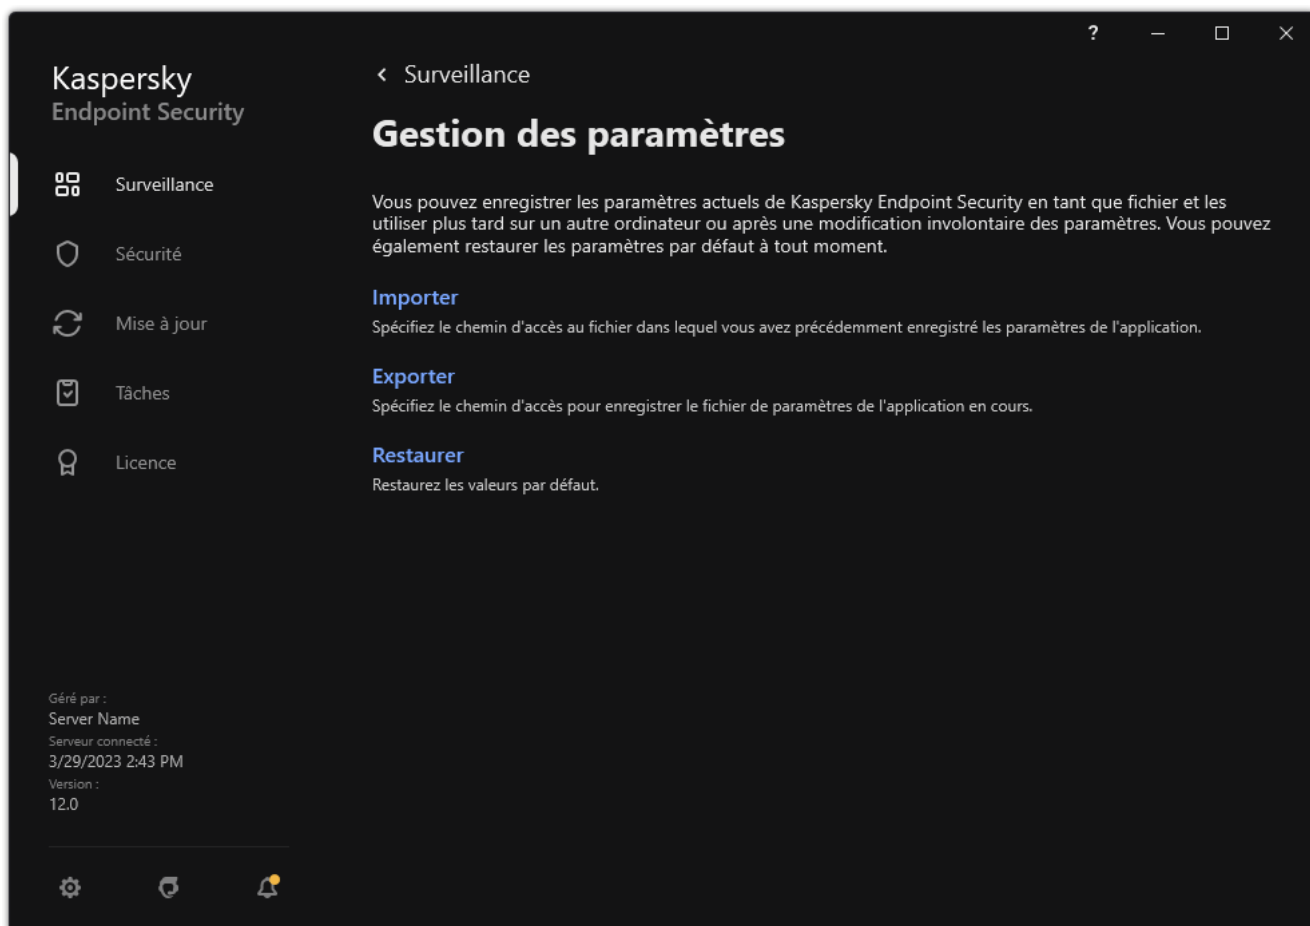 ?
Kaspersky
Endpoint Security
Surveillance
Sécurité
Mise à jour
Tâches
Licence
Géré par :
Server Name
Serveur connecté :
3/29/2023 2:43 PM
Version :
12.0
Surveillance
Gestion des paramètres
Vous pouvez enregistrer les paramètres actuels de Kaspersky Endpoint Security en tant que fichier et les
utiliser plus tard sur un autre ordinateur ou après une modification involontaire des paramètres. Vous pouvez
également restaurer les paramètres par défaut à tout moment.
Importer
Spécifiez le chemin d'accès au fichier dans lequel vous avez précédemment enregistré les paramètres de l'application.
Exporter
Spécifiez le chemin d'accès pour enregistrer le fichier de paramètres de l'application en cours.
Restaurer
Restaurez les valeurs par défaut.